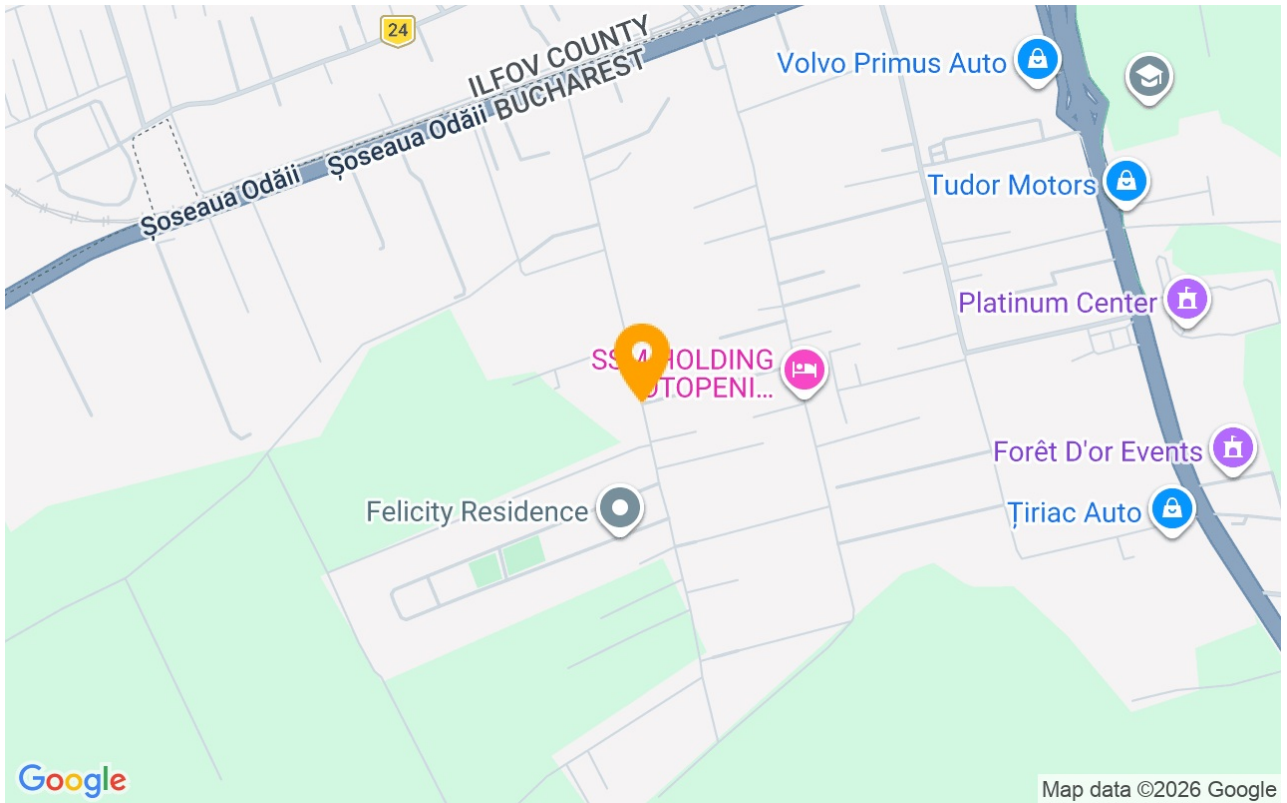 24
ILFOV COUNTY
BUCHAREST
Volvo Primus Auto
Șoseaua Odăii
Șoseaua Odăii
Tudor Motors
Platinum Center
HOLDING
Forêt D'or Events
Felicity Residence
Țiriac Auto
Google
Map data ©2026 Google